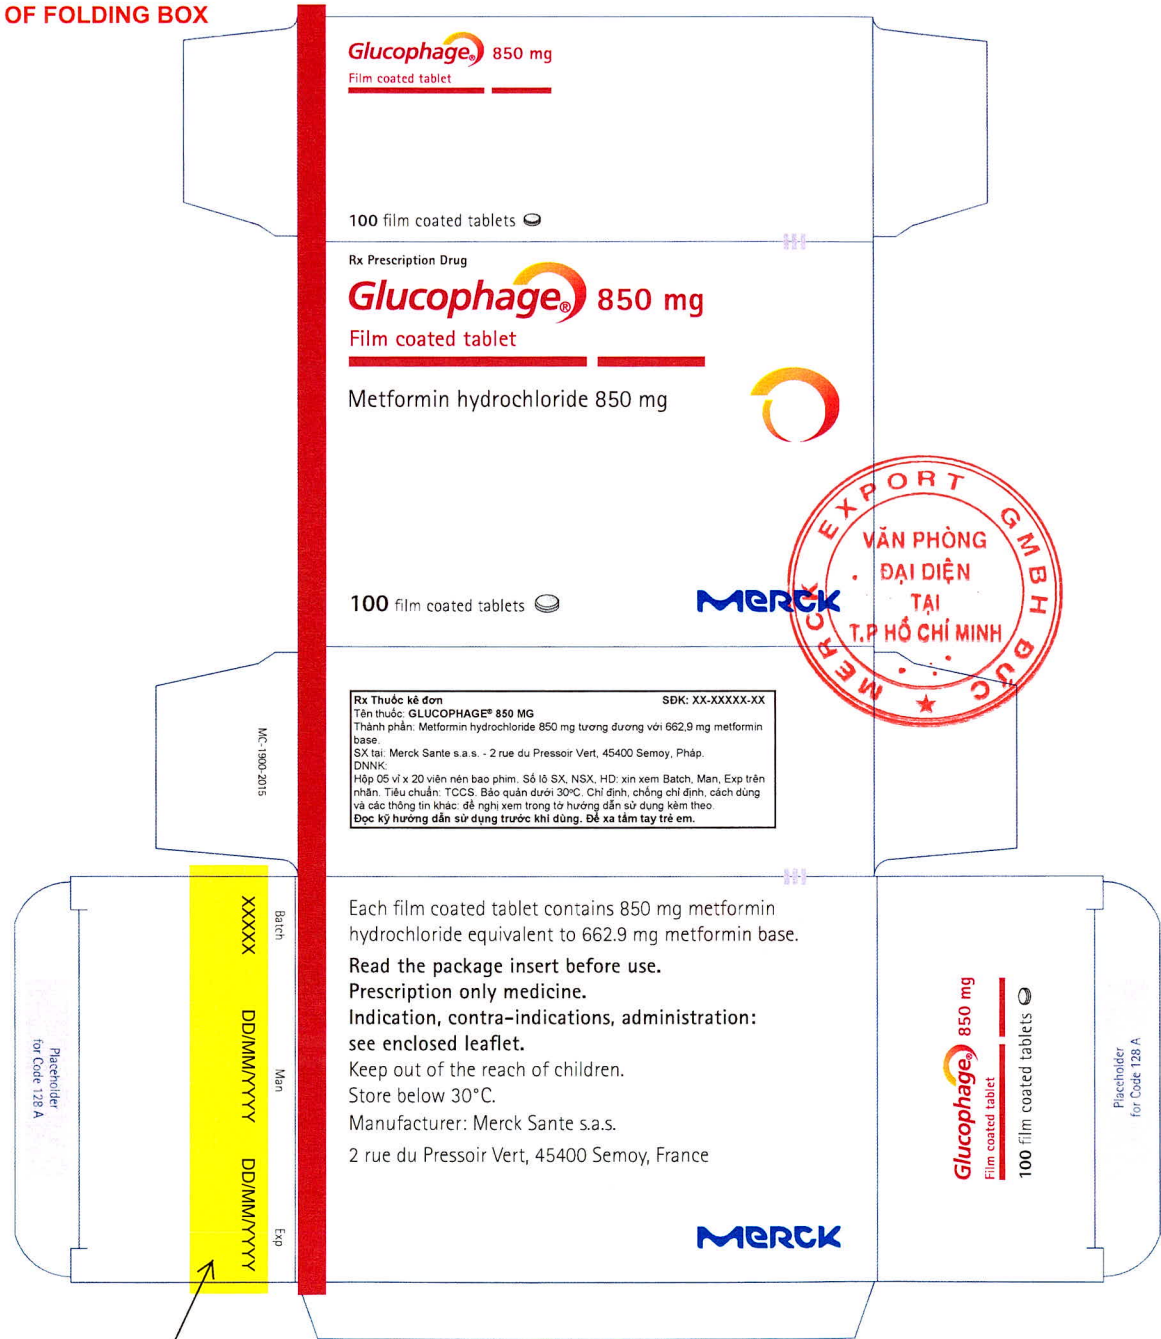 OF FOLDING BOX
Glucophage® 850 mg
Film coated tablet
100 film coated tablets
Rx Prescription Drug
Glucophage® 850 mg
Film coated tablet
Metformin hydrochloride 850 mg
100 film coated tablets
MERCK
MERCK EXPORT GMBH ĐỨC
VĂN PHÒNG
ĐẠI DIỆN
TẠI
T.P HỒ CHÍ MINH
MC-1900-2015
Rx Thuốc kê đơn SĐK: XX-XXXXX-XX
Tên thuốc: GLUCOPHAGE® 850 MG
Thành phần: Metformin hydrochloride 850 mg tương đương với 662,9 mg metformin
base.
SX tại: Merck Sante s.a.s. - 2 rue du Pressoir Vert, 45400 Semoy, Pháp.
DNNK:
Hộp 05 vỉ x 20 viên nén bao phim. Số lô SX, NSX, HD: xin xem Batch, Man, Exp trên
nhãn. Tiêu chuẩn: TCCS. Bảo quản dưới 30°C. Chỉ định, chống chỉ định, cách dùng
và các thông tin khác: đề nghị xem trong tờ hướng dẫn sử dụng kèm theo.
Đọc kỹ hướng dẫn sử dụng trước khi dùng. Để xa tầm tay trẻ em.
Batch Man Exp
XXXXX DD/MM/YYYY DD/MM/YYYY
Placeholder
for Code 128 A
Each film coated tablet contains 850 mg metformin
hydrochloride equivalent to 662.9 mg metformin base.
Read the package insert before use.
Prescription only medicine.
Indication, contra-indications, administration:
see enclosed leaflet.
Keep out of the reach of children.
Store below 30°C.
Manufacturer: Merck Sante s.a.s.
2 rue du Pressoir Vert, 45400 Semoy, France
MERCK
Glucophage® 850 mg
Film coated tablet
100 film coated tablets
Placeholder
for Code 128 A